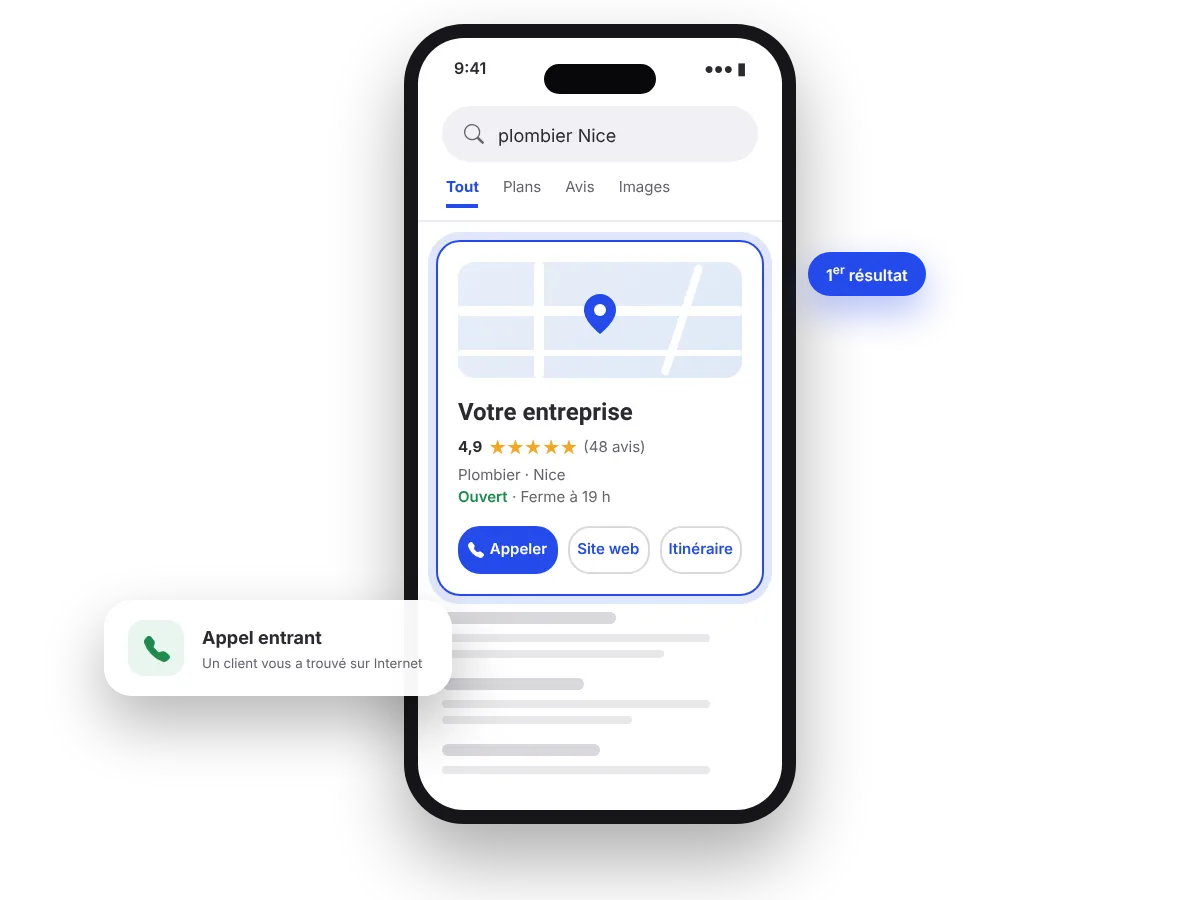 9:41
plombier Nice
Tout Plans Avis Images
1er résultat
Votre entreprise
4,9 ★★★★★ (48 avis)
Plombier · Nice
Ouvert · Ferme à 19 h
Appeler Site web Itinéraire
Appel entrant
Un client vous a trouvé sur Internet